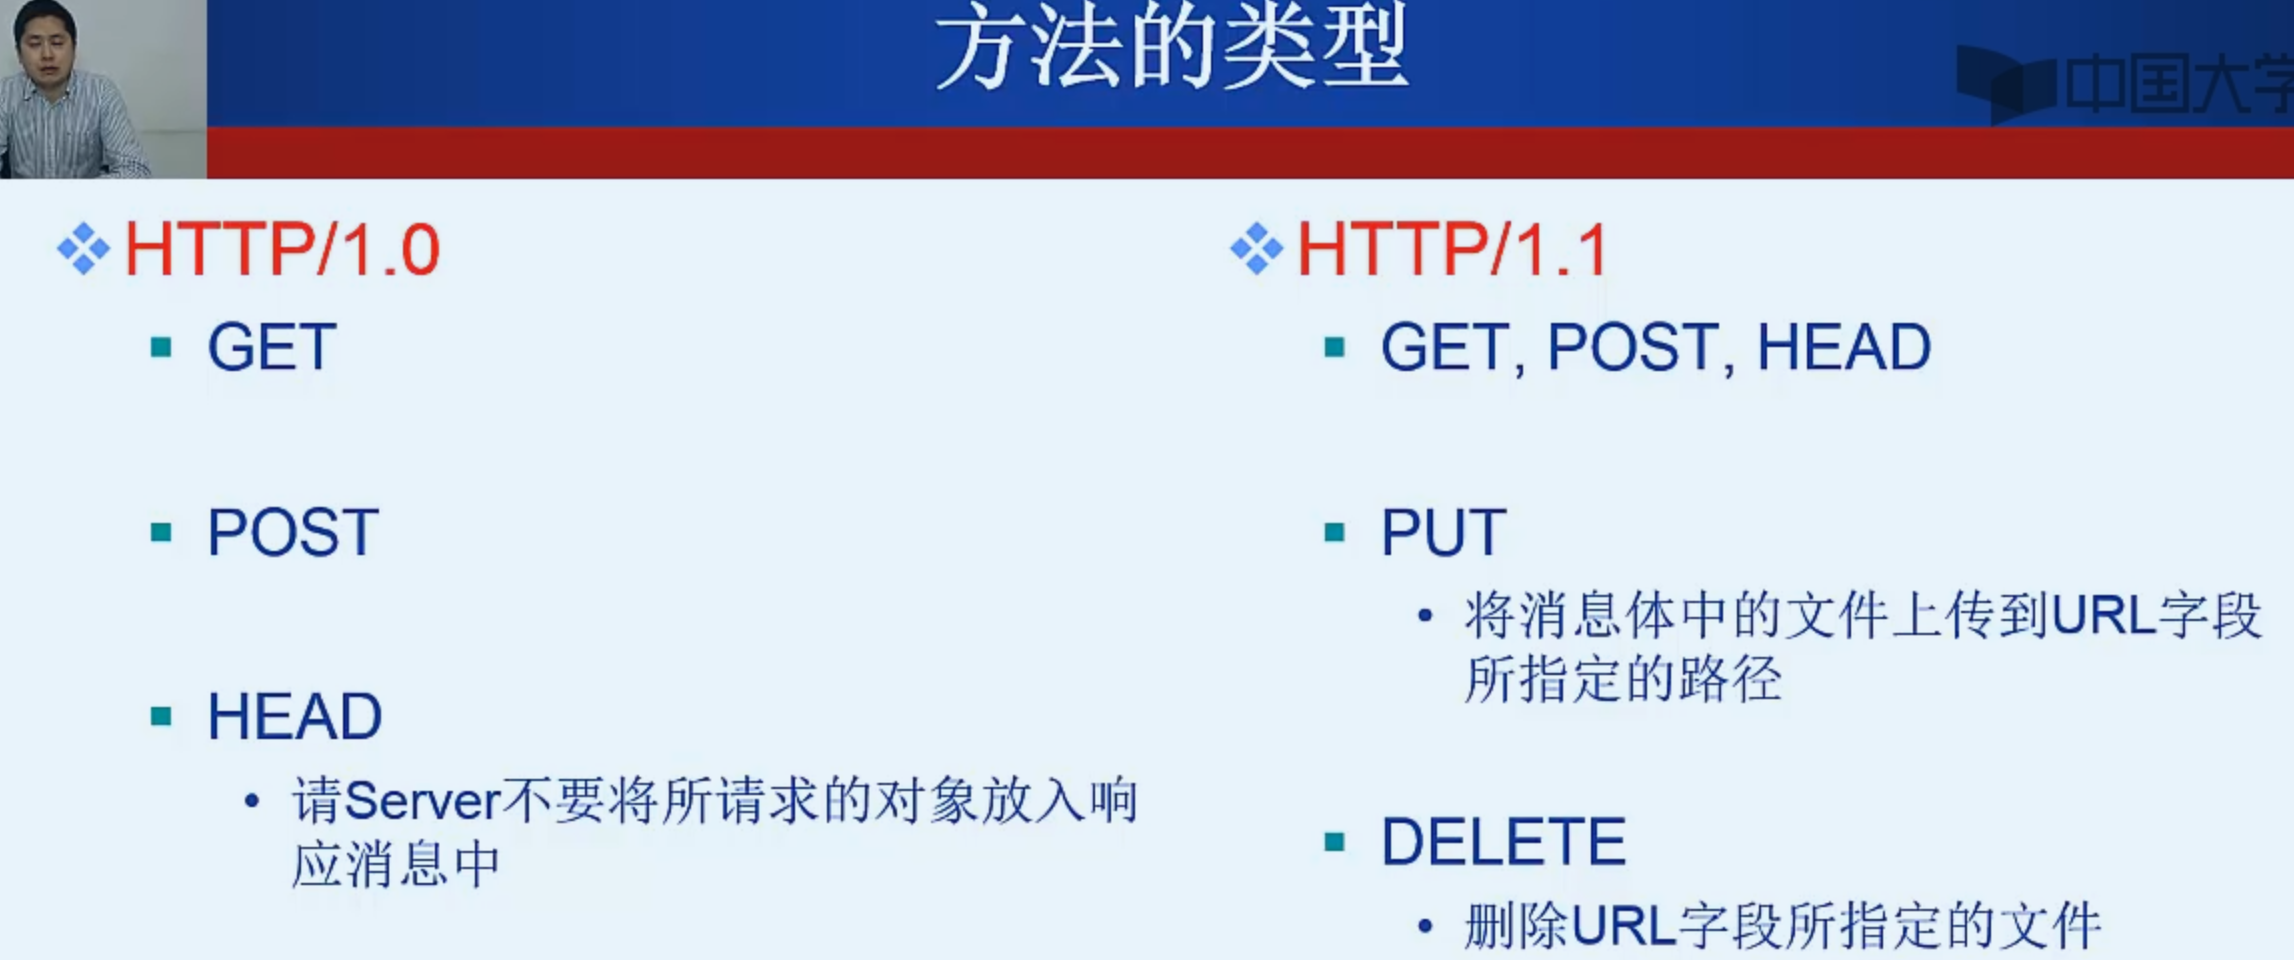 方法的类型
中国大学
HTTP/1.0
GET
POST
HEAD
请Server不要将所请求的对象放入响
应消息中
HTTP/1.1
GET, POST, HEAD
PUT
将消息体中的文件上传到URL字段
所指定的路径
DELETE
删除URL字段所指定的文件